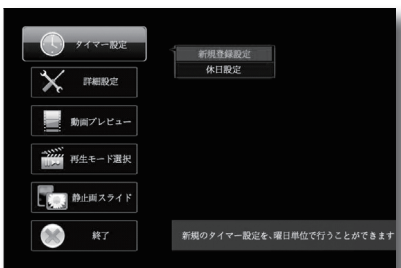 タイマー設定
新規登録設定
休日設定
詳細設定
動画プレビュー
再生モード選択
静止画スライド
終了
新規のタイマー設定を、曜日単位で行うことができます